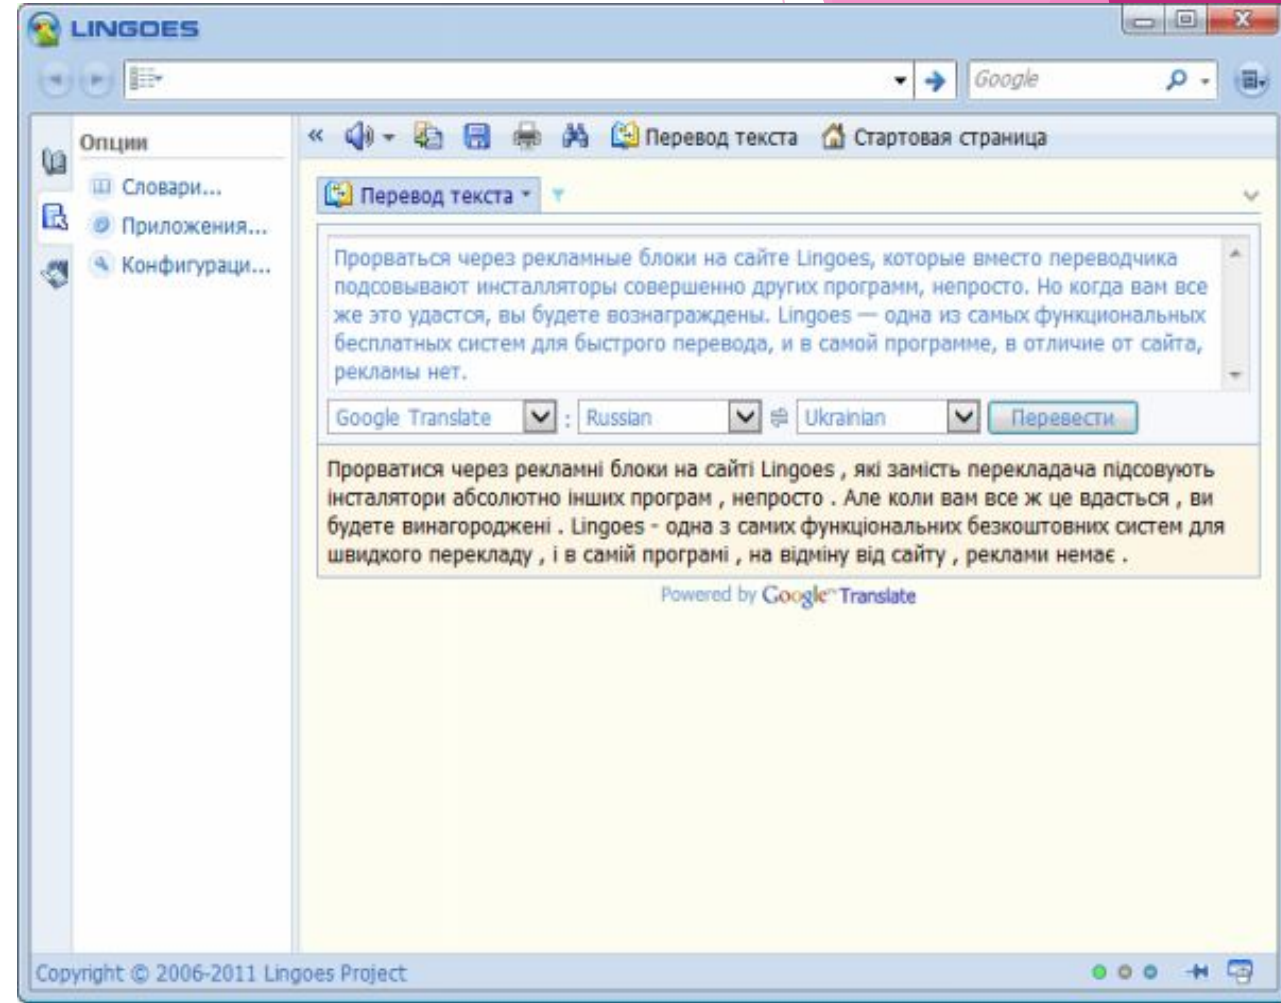 LINGOES
Google
Опции
Словари...
Приложения...
Конфигураци...
« Перевод текста Стартовая страница
Перевод текста
Прорваться через рекламные блоки на сайте Lingoes, которые вместо переводчика
подсовывают инсталляторы совершенно других программ, непросто. Но когда вам все
же это удастся, вы будете вознаграждены. Lingoes — одна из самых функциональных
бесплатных систем для быстрого перевода, и в самой программе, в отличие от сайта,
рекламы нет.
Google Translate : Russian Ukrainian Перевести
Прорватися через рекламні блоки на сайті Lingoes , які замість перекладача підсовують
інсталятори абсолютно інших програм , непросто . Але коли вам все ж це вдасться , ви
будете винагороджені . Lingoes - одна з самих функціональних безкоштовних систем для
швидкого перекладу , і в самій програмі , на відміну від сайту , реклами немає .
Powered by Google™ Translate
Copyright © 2006-2011 Lingoes Project